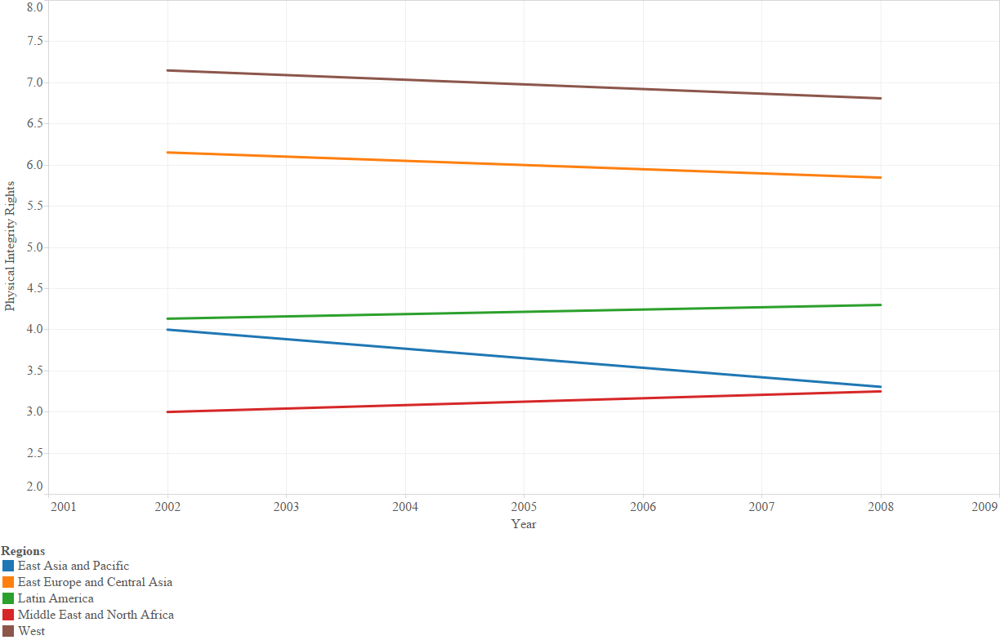 8.0
7.5
7.0
6.5
6.0
5.5
5.0
4.5
4.0
3.5
3.0
2.5
2.0
Physical Integrity Rights
2001 2002 2003 2004 2005 2006 2007 2008 2009
Year
Regions
East Asia and Pacific
East Europe and Central Asia
Latin America
Middle East and North Africa
West